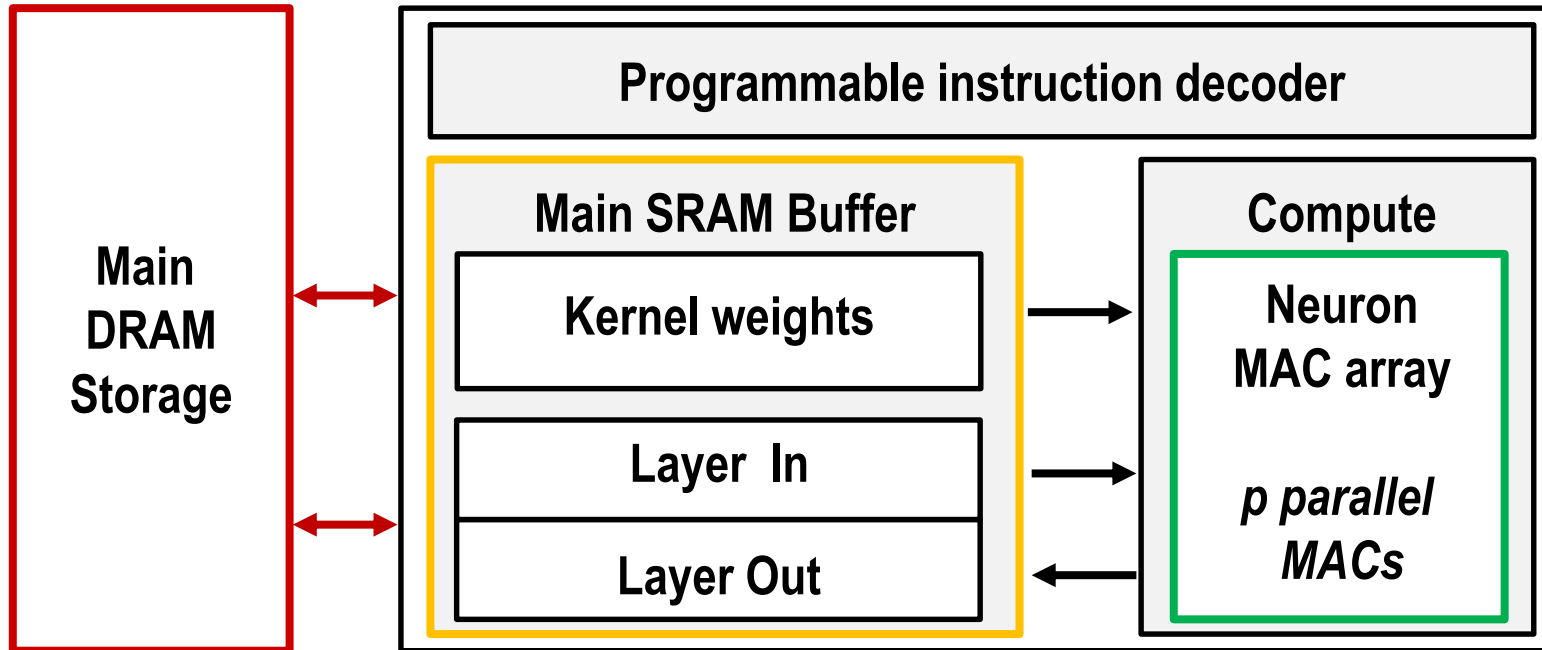 Programmable instruction decoder
Main
DRAM
Storage
Main SRAM Buffer
Kernel weights
Layer In
Layer Out
Compute
Neuron
MAC array
p parallel
MACs